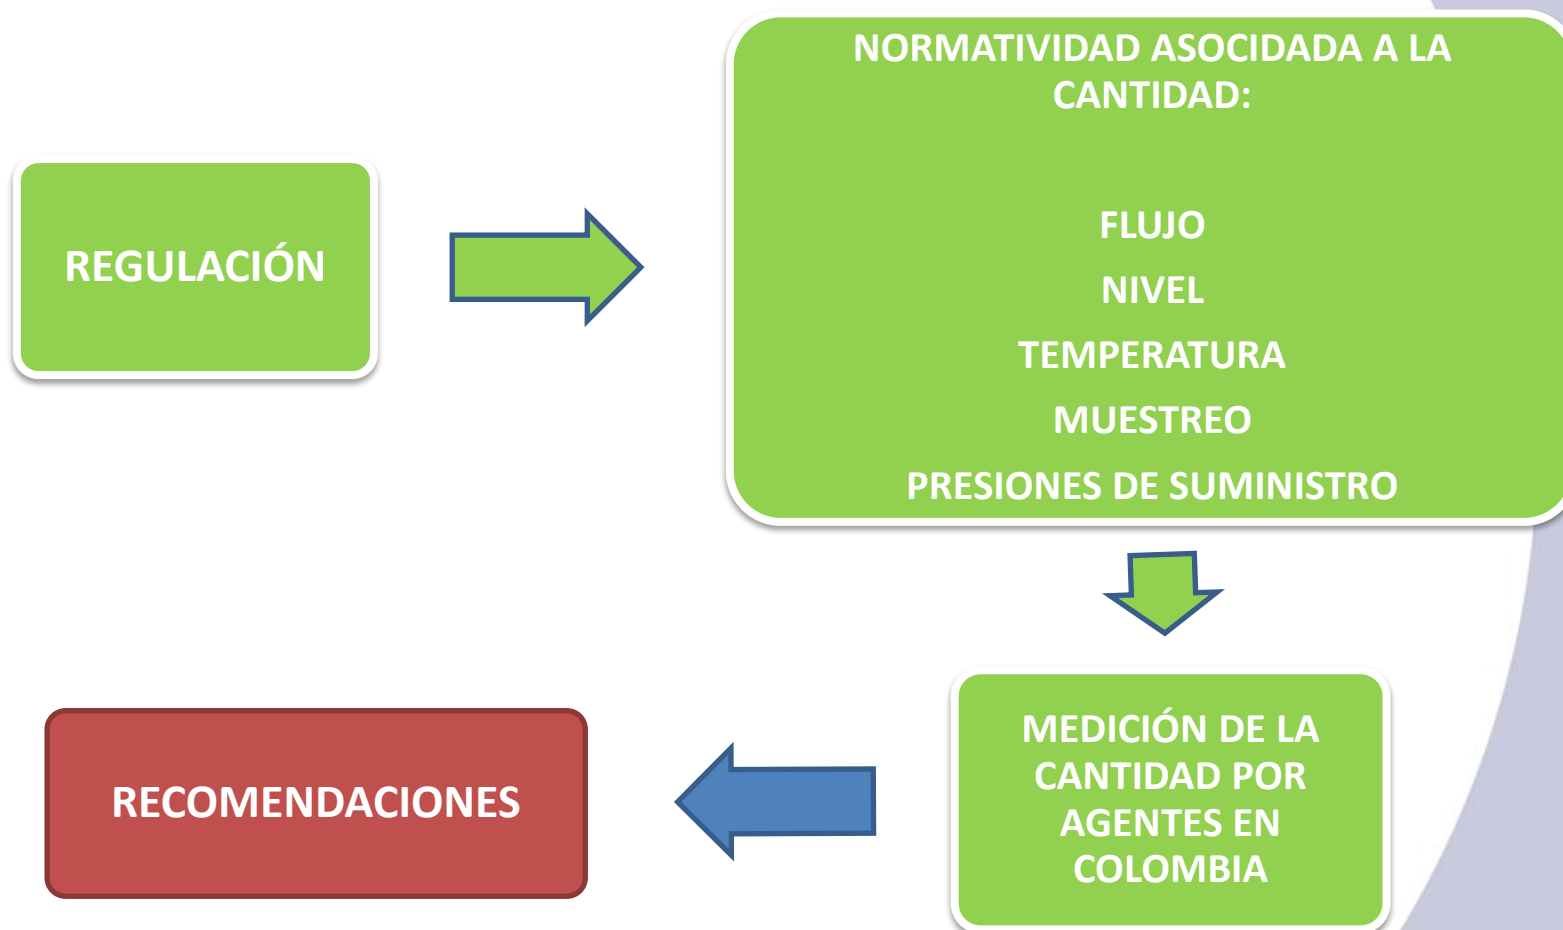 REGULACIÓN
NORMATIVIDAD ASOCIDADA A LA
CANTIDAD:
FLUJO
NIVEL
TEMPERATURA
MUESTREO
PRESIONES DE SUMINISTRO
MEDICIÓN DE LA
CANTIDAD POR
AGENTES EN
COLOMBIA
RECOMENDACIONES